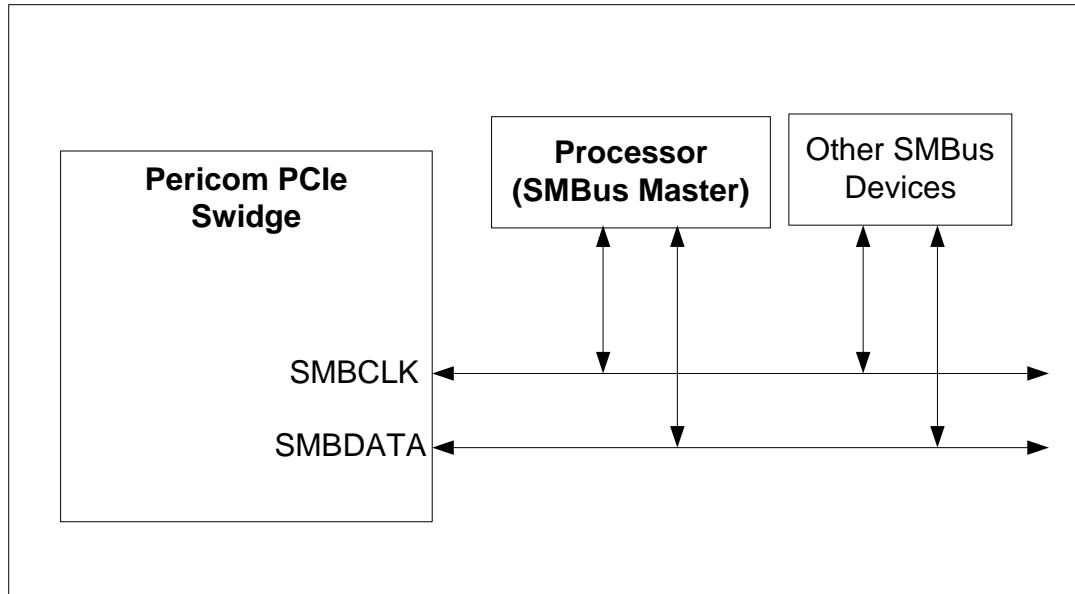 Pericom PCIe
Swidge
Processor
(SMBus Master)
Other SMBus
Devices
SMBCLK
SMBDATA